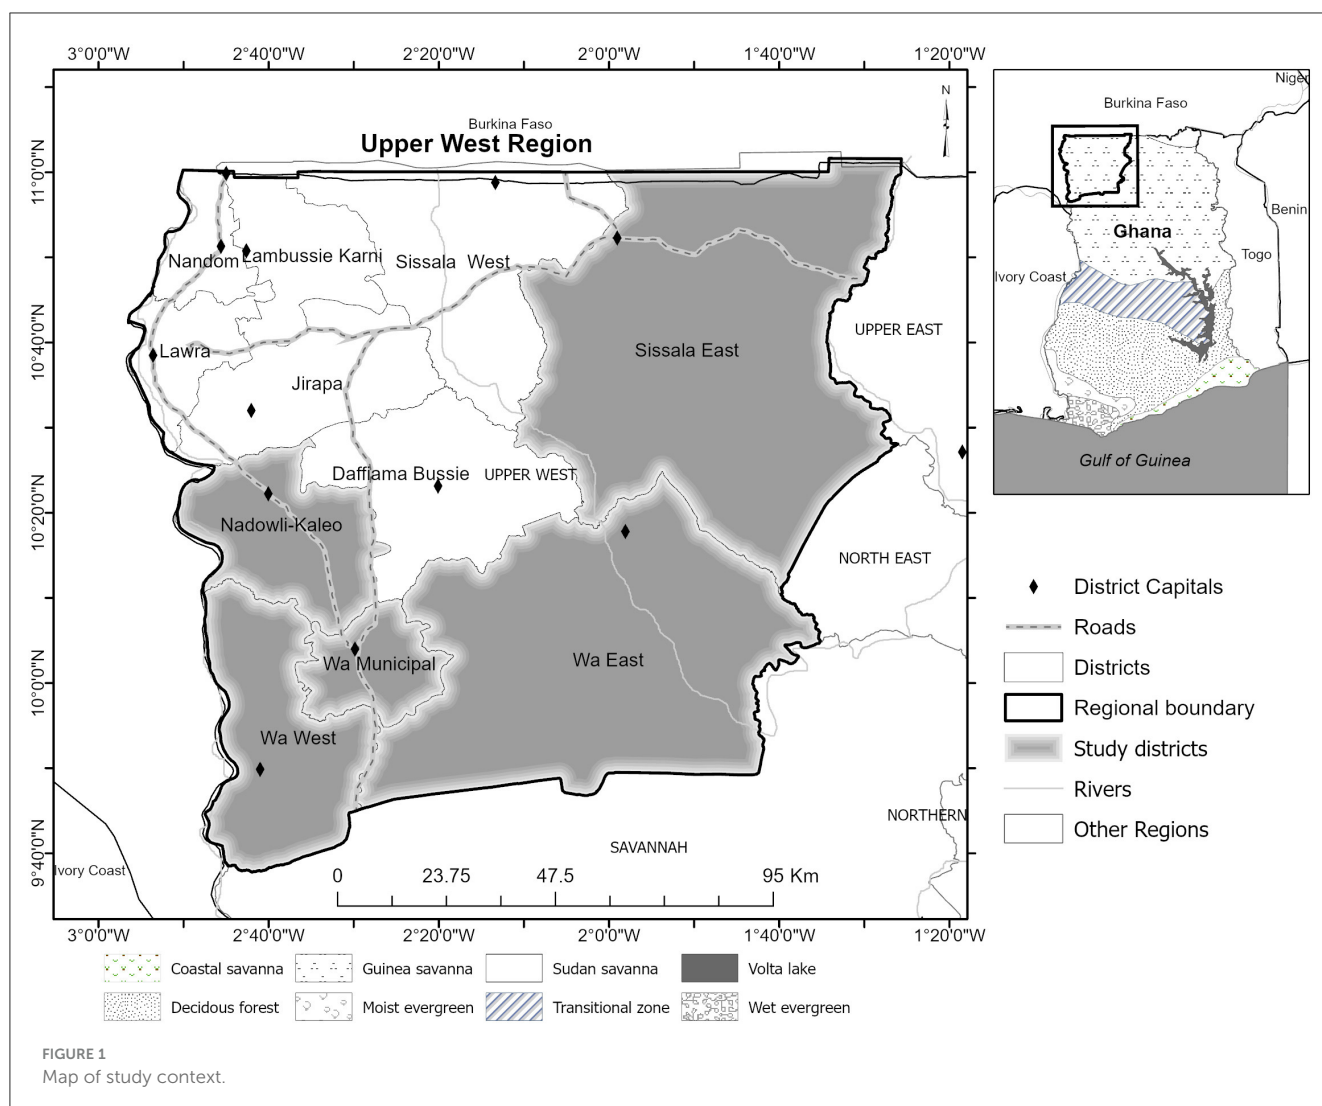 3°0'0"W 2°40'0"W 2°20'0"W 2°0'0"W 1°40'0"W 1°20'0"W
11°0'0"N
10°40'0"N
10°20'0"N
10°0'0"N
9°40'0"N
N
Burkina Faso
Upper West Region
Nandom
Lambussie Karni
Sissala West
Lawra
Jirapa
Sissala East
UPPER EAST
Daffiama Bussie
UPPER WEST
Nadowli-Kaleo
NORTH EAST
Wa Municipal
Wa East
Wa West
NORTHERN
SAVANNAH
Ivory Coast
0 23.75 47.5 95 Km
3°0'0"W 2°40'0"W 2°20'0"W 2°0'0"W 1°40'0"W 1°20'0"W
Niger
Burkina Faso
Benin
Ghana
Togo
Ivory Coast
Gulf of Guinea
District Capitals
Roads
Districts
Regional boundary
Study districts
Rivers
Other Regions
Coastal savanna Guinea savanna Sudan savanna Volta lake
Decidous forest Moist evergreen Transitional zone Wet evergreen
FIGURE 1
Map of study context.